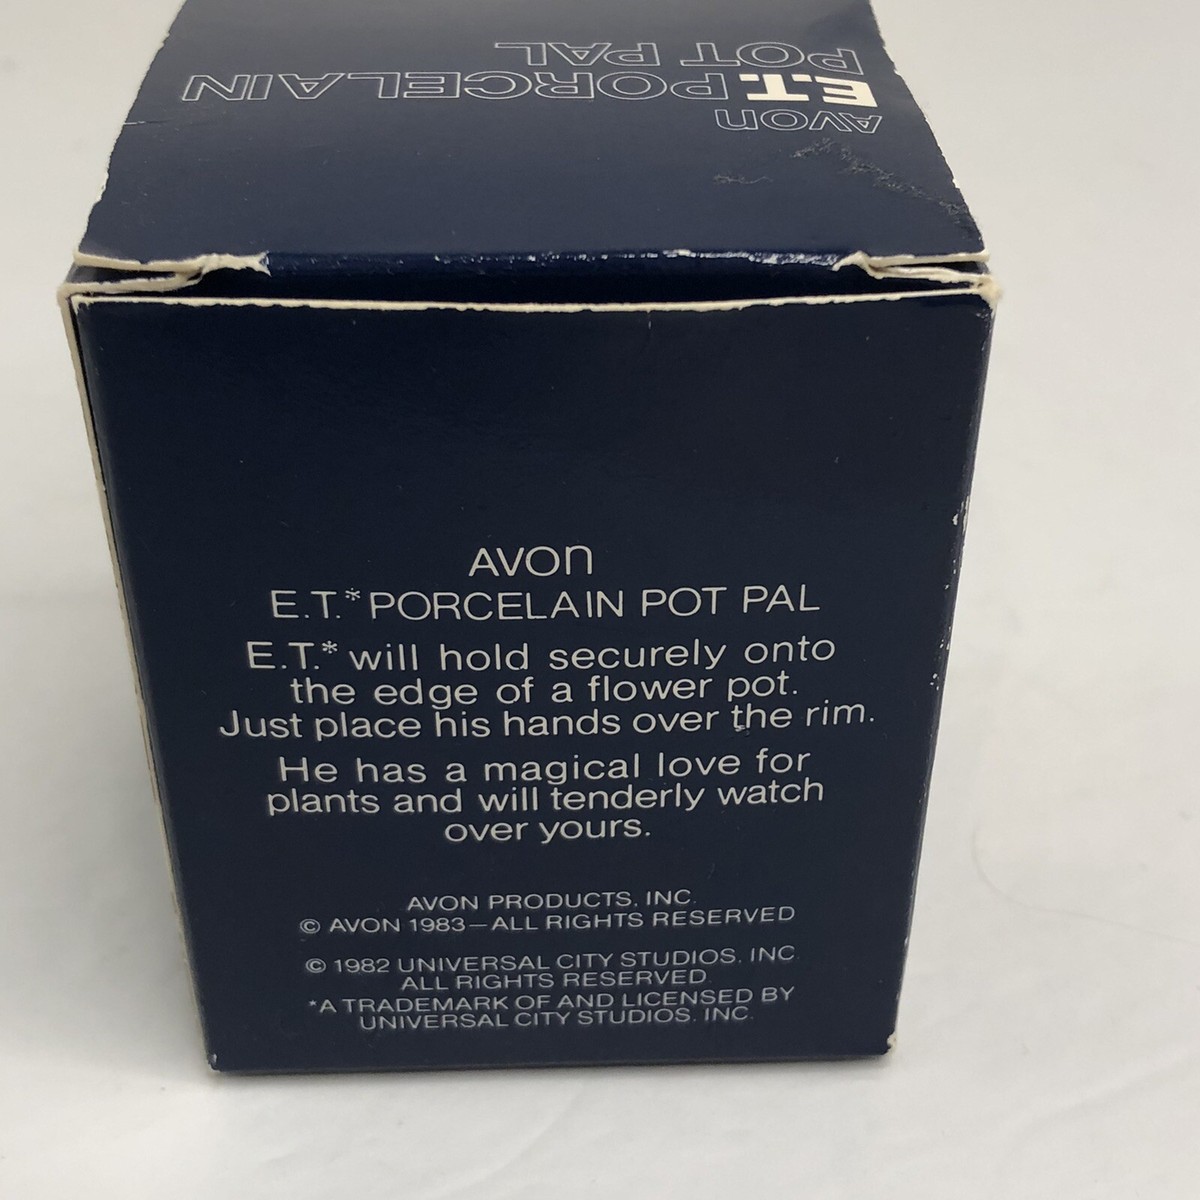 AVON
E.T. PORCELAIN
POT PAL
AVON
E.T.* PORCELAIN POT PAL
E.T.* will hold securely onto
the edge of a flower pot.
Just place his hands over the rim.
He has a magical love for
plants and will tenderly watch
over yours.
AVON PRODUCTS, INC.
© AVON 1983—ALL RIGHTS RESERVED
© 1982 UNIVERSAL CITY STUDIOS, INC.
ALL RIGHTS RESERVED
*A TRADEMARK OF AND LICENSED BY
UNIVERSAL CITY STUDIOS, INC.